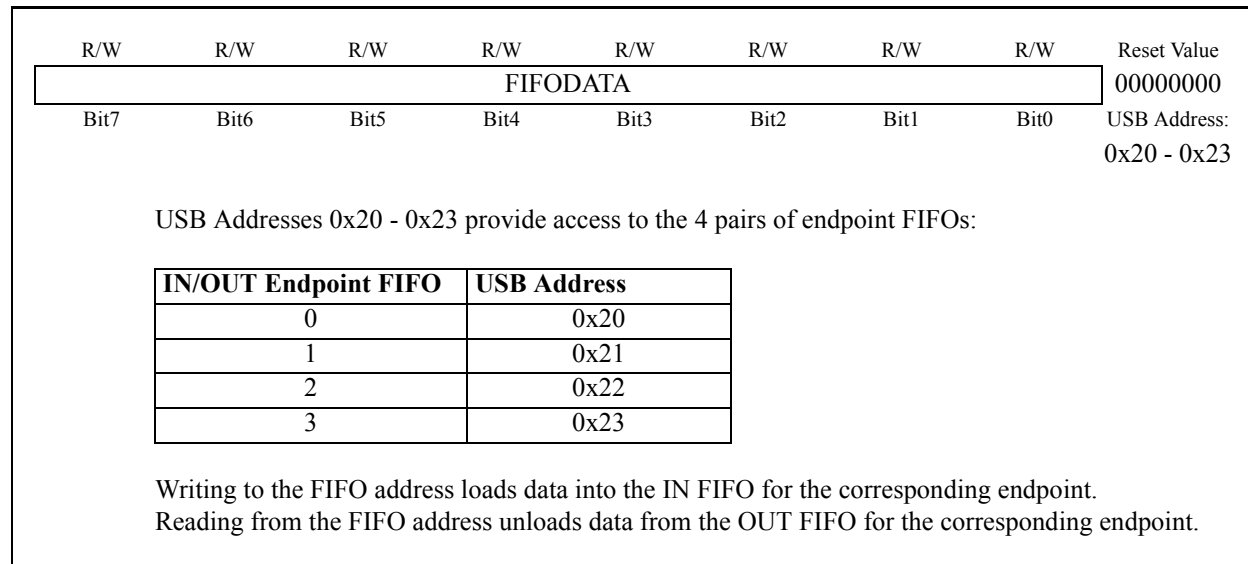 R/W R/W R/W R/W R/W R/W R/W R/W Reset Value
FIFODATA 00000000
Bit7 Bit6 Bit5 Bit4 Bit3 Bit2 Bit1 Bit0 USB Address:
0x20 - 0x23
USB Addresses 0x20 - 0x23 provide access to the 4 pairs of endpoint FIFOs:
IN/OUT Endpoint FIFO USB Address
0 0x20
1 0x21
2 0x22
3 0x23
Writing to the FIFO address loads data into the IN FIFO for the corresponding endpoint.
Reading from the FIFO address unloads data from the OUT FIFO for the corresponding endpoint.